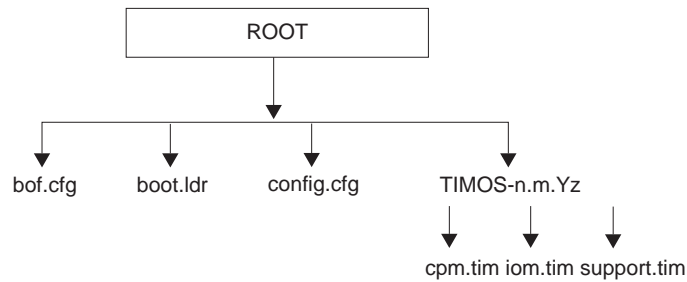 ROOT
bof.cfg boot.ldr config.cfg TIMOS-n.m.Yz
cpm.tim iom.tim support.tim